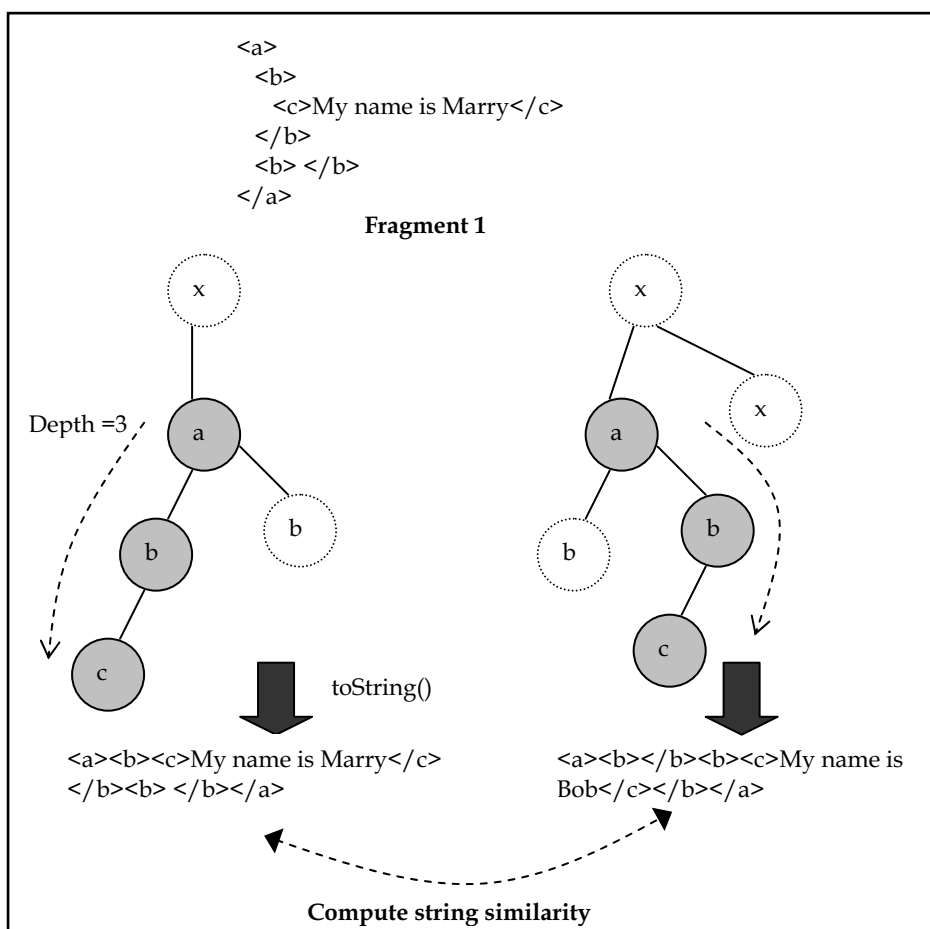 <a>
<b>
<c>My name is Marry</c>
</b>
<b> </b>
</a>
Fragment 1
x
x
x
Depth =3
a
a
b
b
b
b
c
c
toString()
<a><b><c>My name is Marry</c>
</b><b> </b></a>
<a><b></b><b><c>My name is
Bob</c></b></a>
Compute string similarity